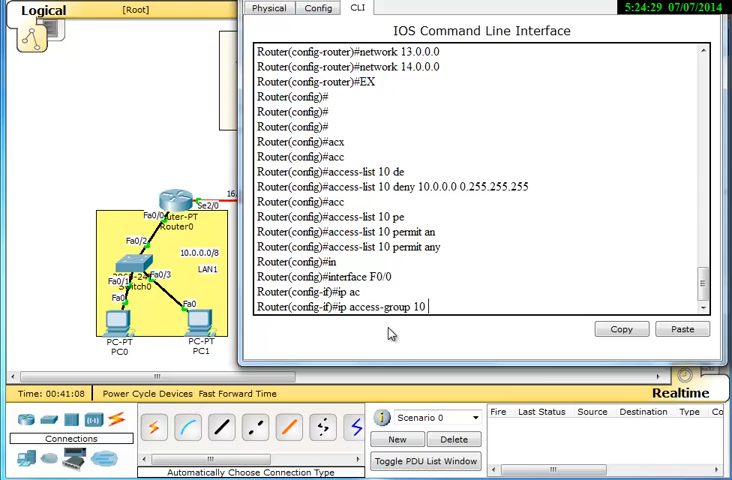 Logical
[Root]
Physical
Config
CLI
5:24:29 07/07/2014
IOS Command Line Interface
Router(config-router)#network 13.0.0.0
Router(config-router)#network 14.0.0.0
Router(config-router)#EX
Router(config)#
Router(config)#
Router(config)#
Router(config)#acx
Router(config)#acc
Router(config)#access-list 10 de
Router(config)#access-list 10 deny 10.0.0.0 0.255.255.255
Router(config)#acc
Router(config)#access-list 10 pe
Router(config)#access-list 10 permit an
Router(config)#access-list 10 permit any
Router(config)#in
Router(config)#interface F0/0
Router(config-if)#ip ac
Router(config-if)#ip access-group 10
Copy
Paste
16.
Se2/0
Fa0/0
uter-PT
Router0
Fa0/2
10.0.0.0/8
LAN1
Fa0/1
Fa0/3
Switch0
Fa0
Fa0
PC-PT
PC0
PC-PT
PC1
Realtime
Time: 00:41:08
Power Cycle Devices Fast Forward Time
Connections
Automatically Choose Connection Type
Scenario 0
New
Delete
Toggle PDU List Window
Fire
Last Status
Source
Destination
Type
Co